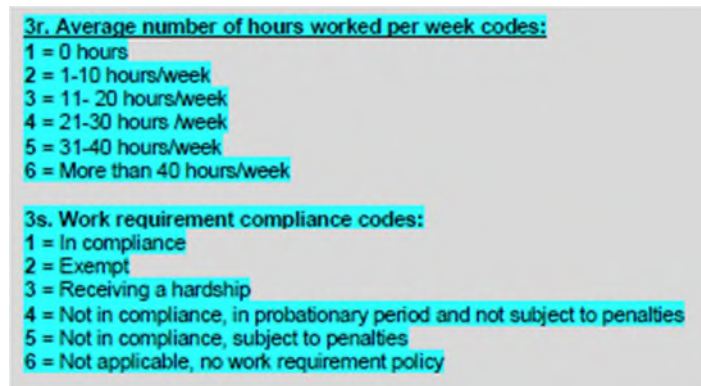 3r. Average number of hours worked per week codes:
1 = 0 hours
2 = 1-10 hours/week
3 = 11- 20 hours/week
4 = 21-30 hours /week
5 = 31-40 hours/week
6 = More than 40 hours/week
3s. Work requirement compliance codes:
1 = In compliance
2 = Exempt
3 = Receiving a hardship
4 = Not in compliance, in probationary period and not subject to penalties
5 = Not in compliance, subject to penalties
6 = Not applicable, no work requirement policy